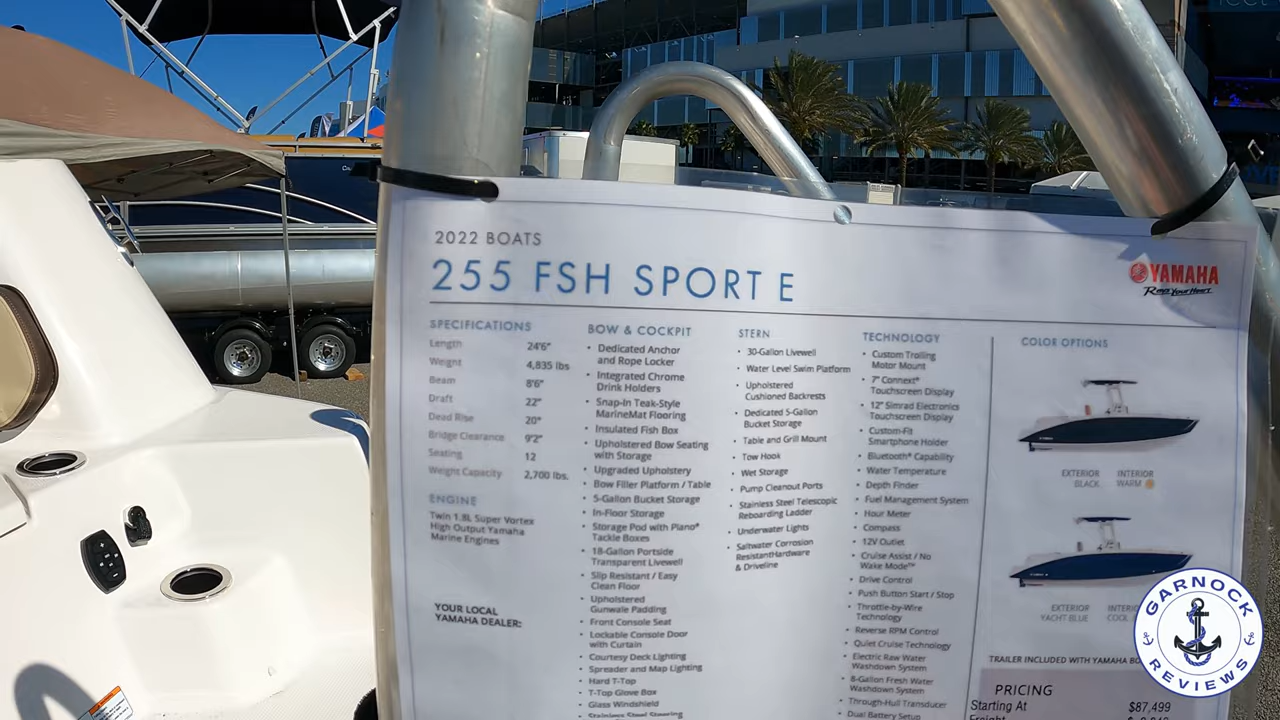 2022 BOATS
255 FSH SPORT E
YAMAHA
Rev Your Heart
SPECIFICATIONS
Length 24'6"
Weight 4,835 lbs
Beam 8'6"
Draft 22"
Dead Rise 20°
Bridge Clearance 9'2"
Seating 12
Weight Capacity 2,700 lbs.
ENGINE
Twin 1.8L Super Vortex
High Output Yamaha
Marine Engines
YOUR LOCAL
YAMAHA DEALER:
BOW & COCKPIT
• Dedicated Anchor
and Rope Locker
• Integrated Chrome
Drink Holders
• Snap-In Teak-Style
MarineMat Flooring
• Insulated Fish Box
• Upholstered Bow Seating
with Storage
• Upgraded Upholstery
• Bow Filler Platform / Table
• 5-Gallon Bucket Storage
• In-Floor Storage
• Storage Pod with Plano®
Tackle Boxes
• 18-Gallon Portside
Transparent Livewell
• Slip Resistant / Easy
Clean Floor
• Upholstered
Gunwale Padding
• Front Console Seat
• Lockable Console Door
with Curtain
• Courtesy Deck Lighting
• Spreader and Map Lighting
• Hard T-Top
• T-Top Glove Box
• Glass Windshield
• Stainless Steel Steering
STERN
• 30-Gallon Livewell
• Water Level Swim Platform
• Upholstered
Cushioned Backrests
• Dedicated 5-Gallon
Bucket Storage
• Table and Grill Mount
• Tow Hook
• Wet Storage
• Pump Cleanout Ports
• Stainless Steel Telescopic
Reboarding Ladder
• Underwater Lights
• Saltwater Corrosion
ResistantHardware
& Driveline
TECHNOLOGY
• Custom Trolling
Motor Mount
• 7" Connext®
Touchscreen Display
• 12" Simrad Electronics
Touchscreen Display
• Custom-Fit
Smartphone Holder
• Bluetooth® Capability
• Water Temperature
• Depth Finder
• Fuel Management System
• Hour Meter
• Compass
• 12V Outlet
• Cruise Assist / No
Wake Mode™
• Drive Control
• Push Button Start / Stop
• Throttle-by-Wire
Technology
• Reverse RPM Control
• Quiet Cruise Technology
• Electric Raw Water
Washdown System
• 8-Gallon Fresh Water
Washdown System
• Through-Hull Transducer
• Dual Battery Setup
COLOR OPTIONS
EXTERIOR INTERIOR
BLACK WARM
EXTERIOR
YACHT BLUE COOL
TRAILER INCLUDED WITH YAMAHA
PRICING
Starting At $87,499
Freight
GARNOCK
REVIEWS